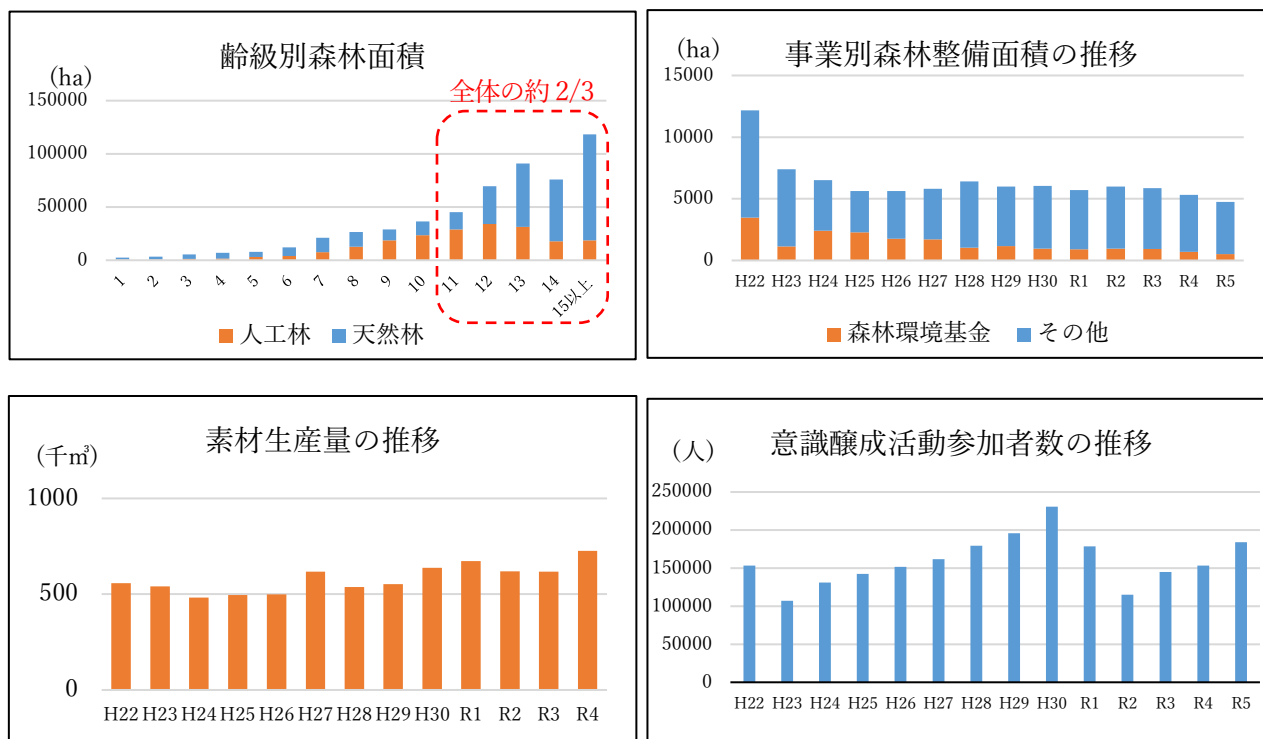 齢級別森林面積
(ha)
全体の約 2/3
150000
100000
50000
0
1 2 3 4 5 6 7 8 9 10 11 12 13 14 15以上
人工林 天然林
事業別森林整備面積の推移
(ha)
15000
10000
5000
0
H22 H23 H24 H25 H26 H27 H28 H29 H30 R1 R2 R3 R4 R5
森林環境基金 その他
素材生産量の推移
(千㎥)
1000
500
0
H22 H23 H24 H25 H26 H27 H28 H29 H30 R1 R2 R3 R4
意識醸成活動参加者数の推移
(人)
250000
200000
150000
100000
50000
0
H22 H23 H24 H25 H26 H27 H28 H29 H30 R1 R2 R3 R4 R5